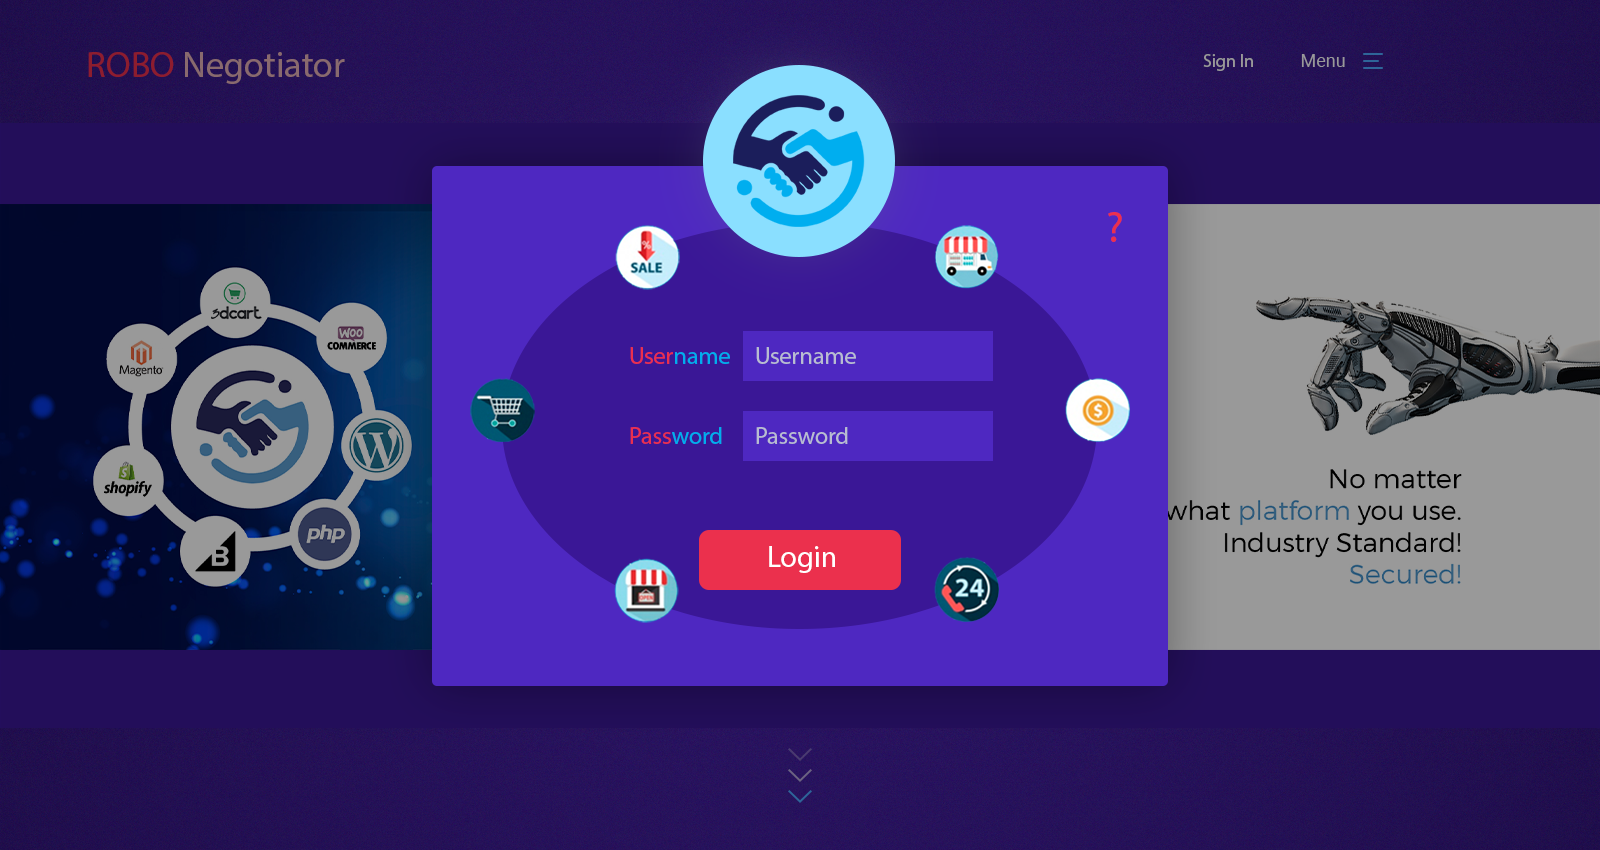 ROBO Negotiator
Sign In
Menu
?
%
SALE
3dcart
WOO
COMMERCE
Magento
shopify
B
php
Username
Username
Password
Password
$
Login
OPEN
24
No matter
what platform you use.
Industry Standard!
Secured!